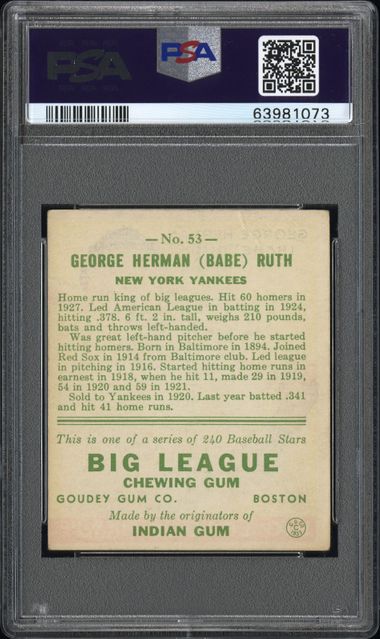 PSA
PSA
63981073
—No. 53—
GEORGE HERMAN (BABE) RUTH
NEW YORK YANKEES
Home run king of big leagues. Hit 60 homers in
1927. Led American League in batting in 1924,
hitting .378. 6 ft. 2 in. tall, weighs 210 pounds,
bats and throws left-handed.
Was great left-hand pitcher before he started
hitting homers. Born in Baltimore in 1894. Joined
Red Sox in 1914 from Baltimore club. Led league
in pitching in 1916. Started hitting home runs in
earnest in 1918, when he hit 11, made 29 in 1919,
54 in 1920 and 59 in 1921.
Sold to Yankees in 1920. Last year batted .341
and hit 41 home runs.
This is one of a series of 240 Baseball Stars
BIG LEAGUE
CHEWING GUM
GOUDEY GUM CO. BOSTON
Made by the originators of
INDIAN GUM